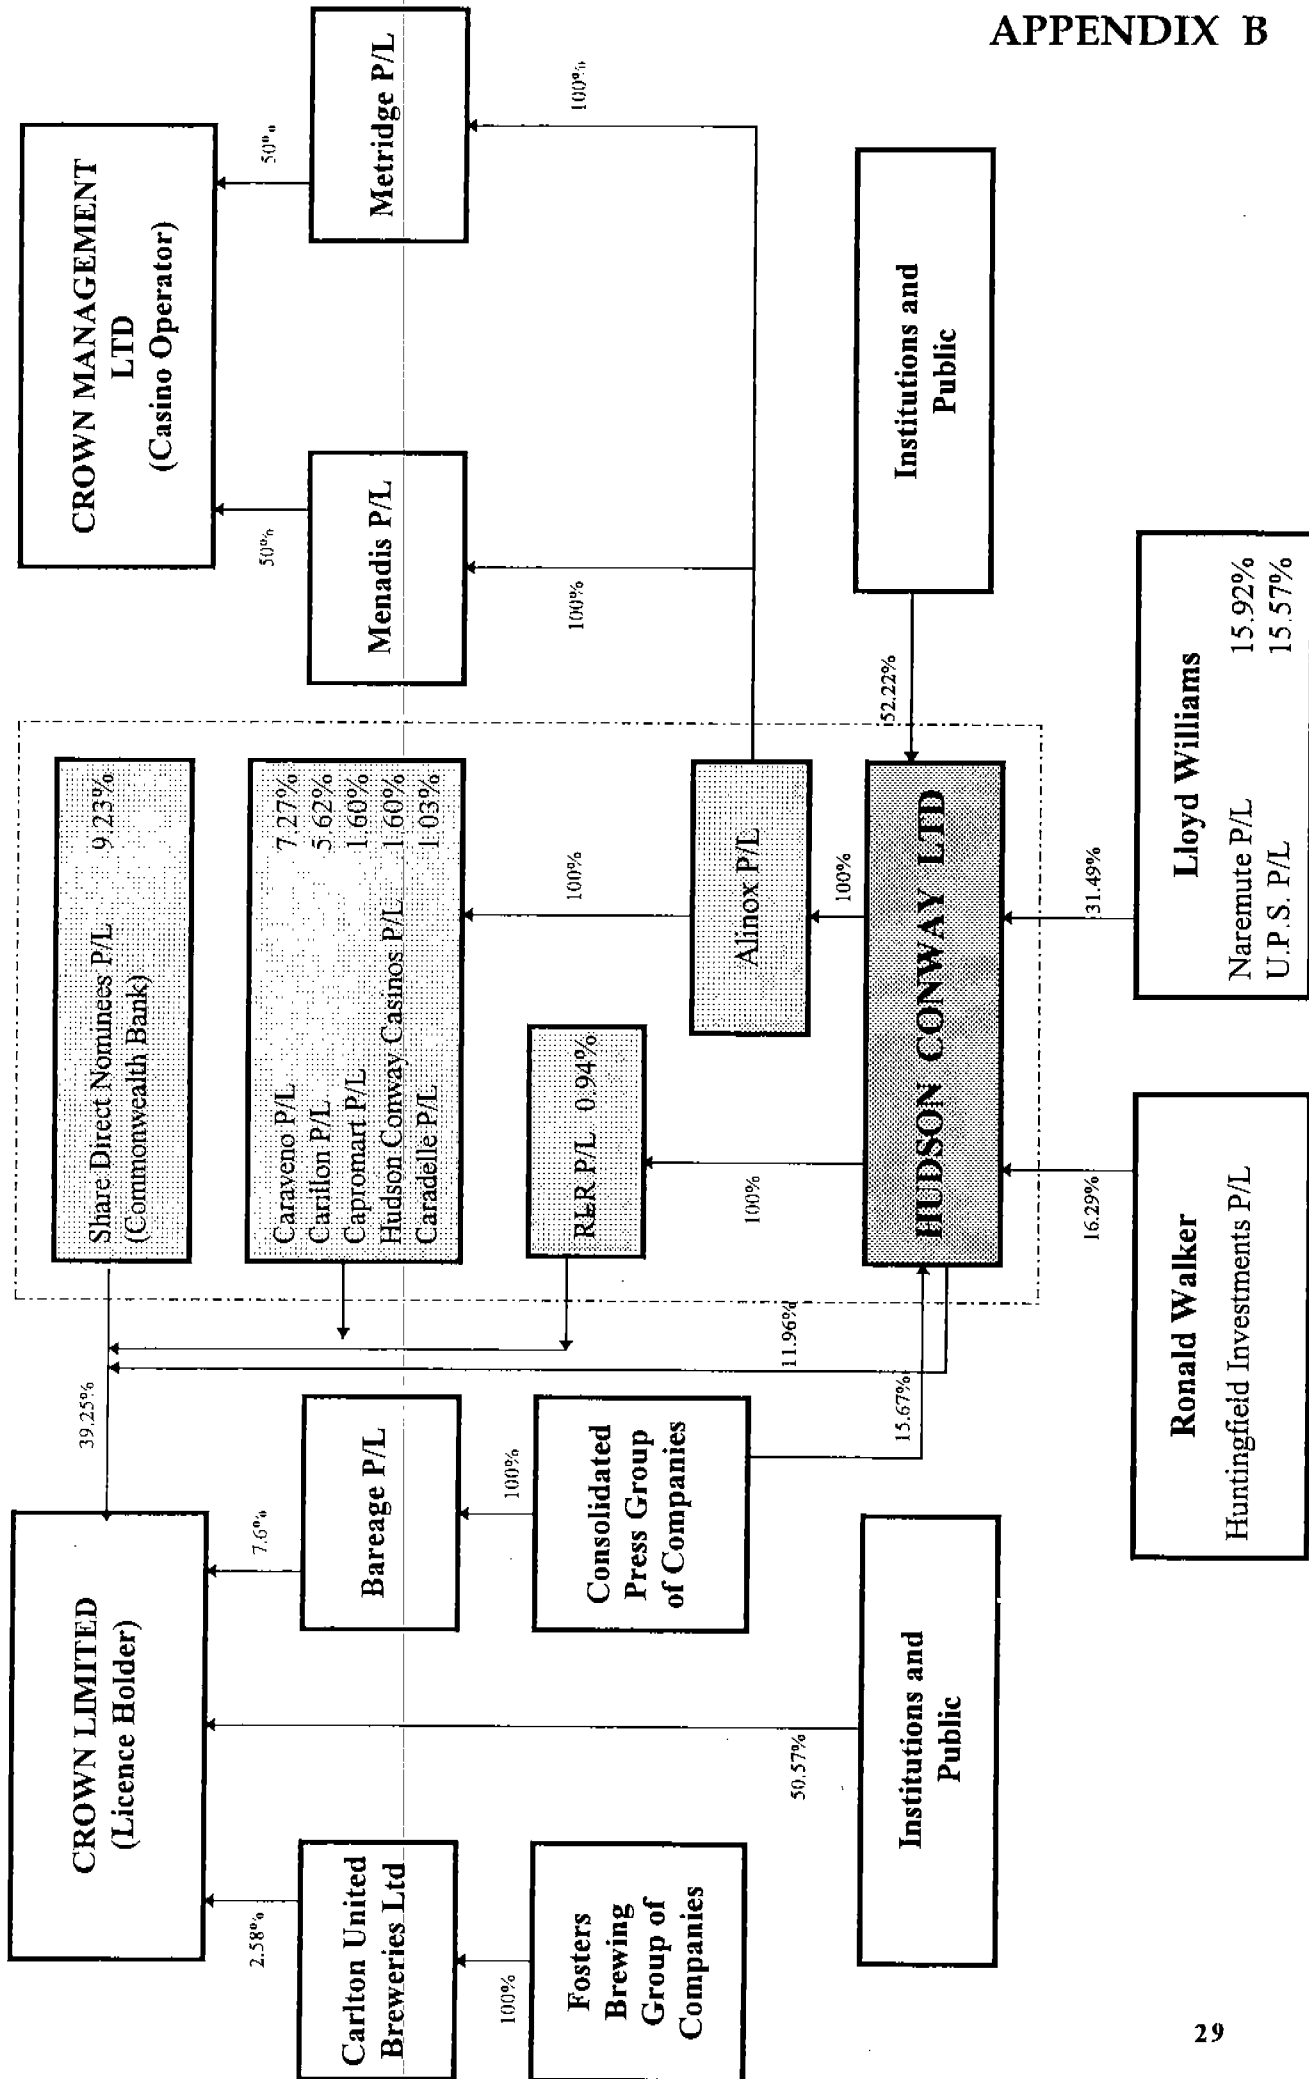 APPENDIX B
CROWN LIMITED
(Licence Holder)
39.25%
Share Direct Nominees P/L 9.23%
(Commonwealth Bank)
CROWN MANAGEMENT
LTD
(Casino Operator)
2.58%
7.6%
50%
50%
Carlton United
Breweries Ltd
Bareage P/L
Caraveno P/L 7.27%
Carilon P/L 5.62%
Capromart P/L 1.60%
Hudson Conway Casinos P/L 1.60%
Caradelle P/L 1.03%
Menadis P/L
Metridge P/L
100%
100%
100%
100%
100%
Fosters
Brewing
Group of
Companies
Consolidated
Press Group
of Companies
RLR P/L 0.94%
Alinox P/L
50.57%
11.96%
100%
100%
15.67%
Institutions and
Public
HUDSON CONWAY LTD
52.22%
Institutions and
Public
16.29%
31.49%
Ronald Walker
Huntingfield Investments P/L
Lloyd Williams
Naremute P/L 15.92%
U.P.S. P/L 15.57%
29